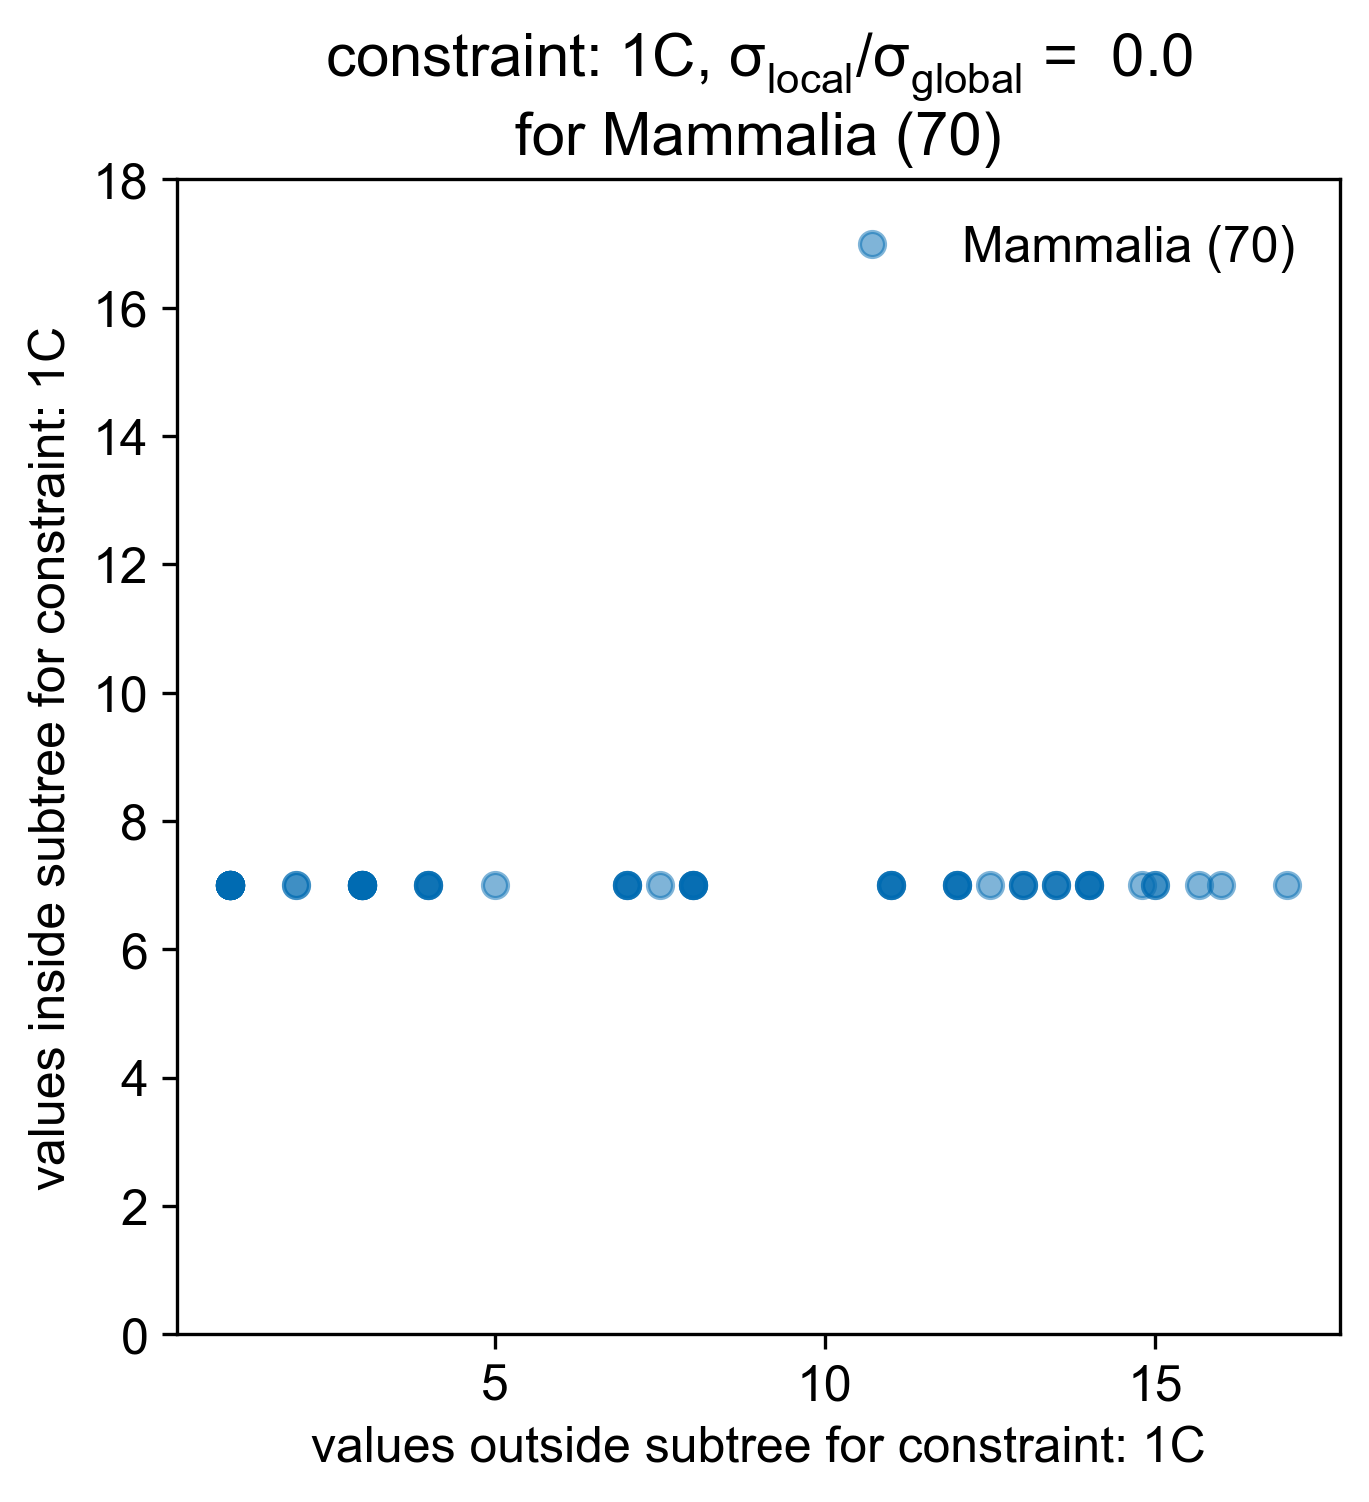 constraint: 1C, σlocal/σglobal = 0.0
for Mammalia (70)
Mammalia (70)
18
16
14
12
10
8
6
4
2
0
values inside subtree for constraint: 1C
5 10 15
values outside subtree for constraint: 1C